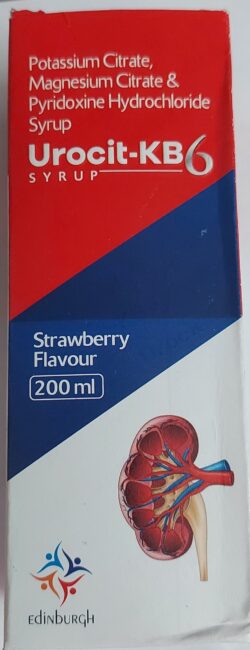 Potassium Citrate,
Magnesium Citrate &
Pyridoxine Hydrochloride
Syrup
Urocit-KB6
SYRUP
Strawberry
Flavour
200 ml
EdinburgH